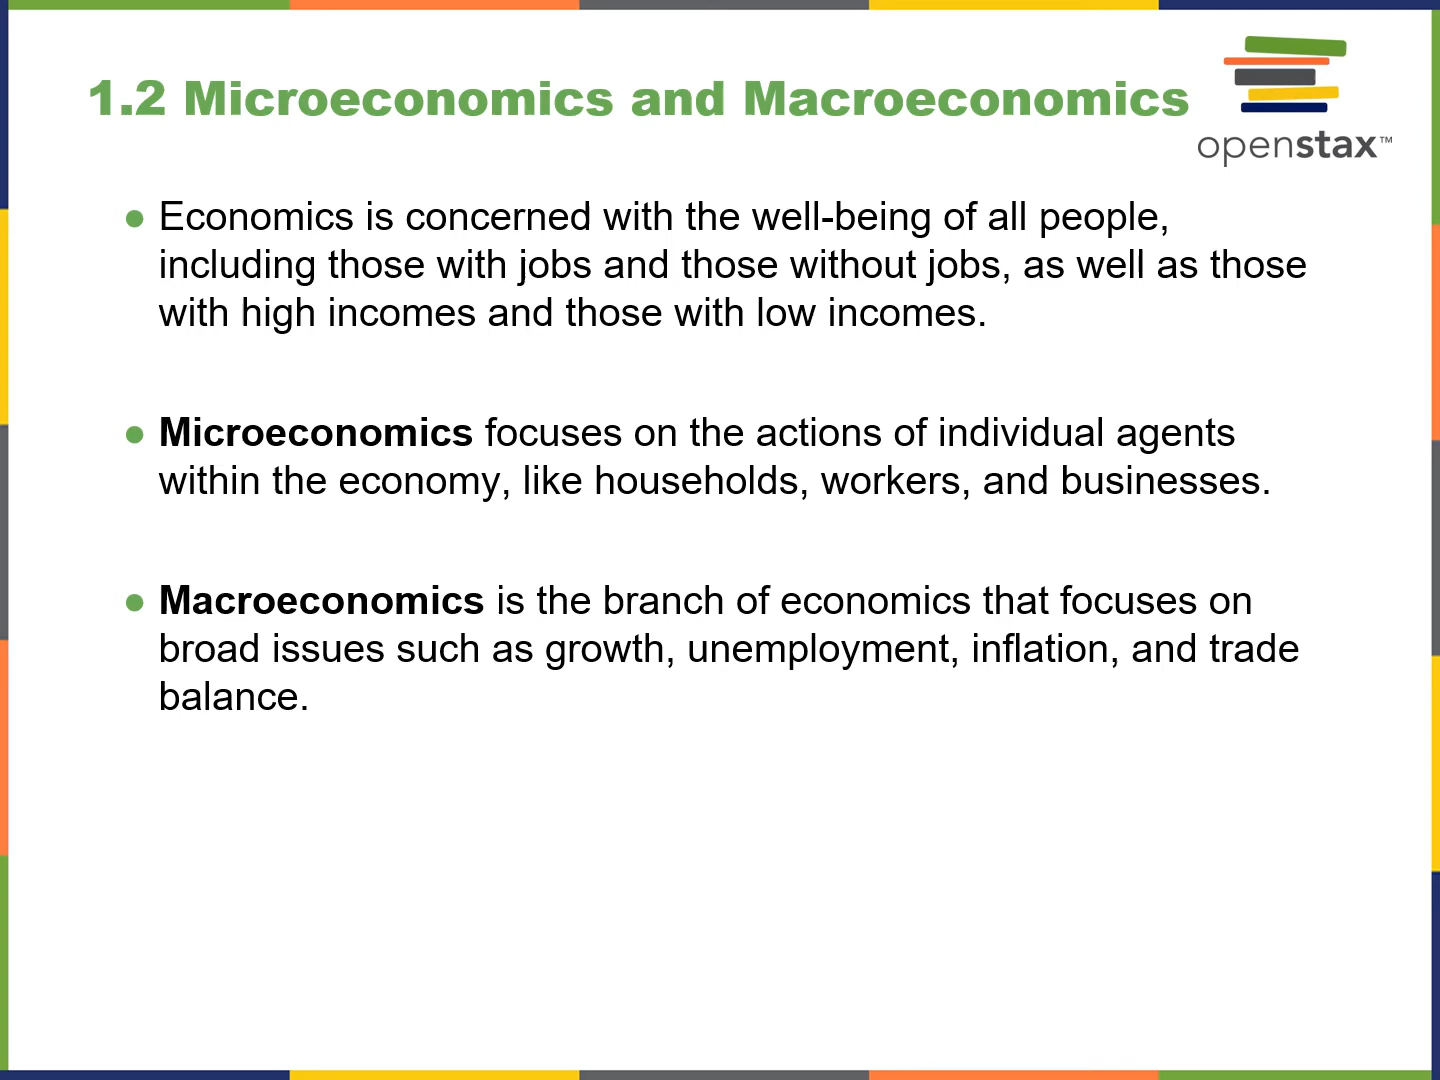 1.2 Microeconomics and Macroeconomics
openstax™
● Economics is concerned with the well-being of all people,
including those with jobs and those without jobs, as well as those
with high incomes and those with low incomes.
● Microeconomics focuses on the actions of individual agents
within the economy, like households, workers, and businesses.
● Macroeconomics is the branch of economics that focuses on
broad issues such as growth, unemployment, inflation, and trade
balance.